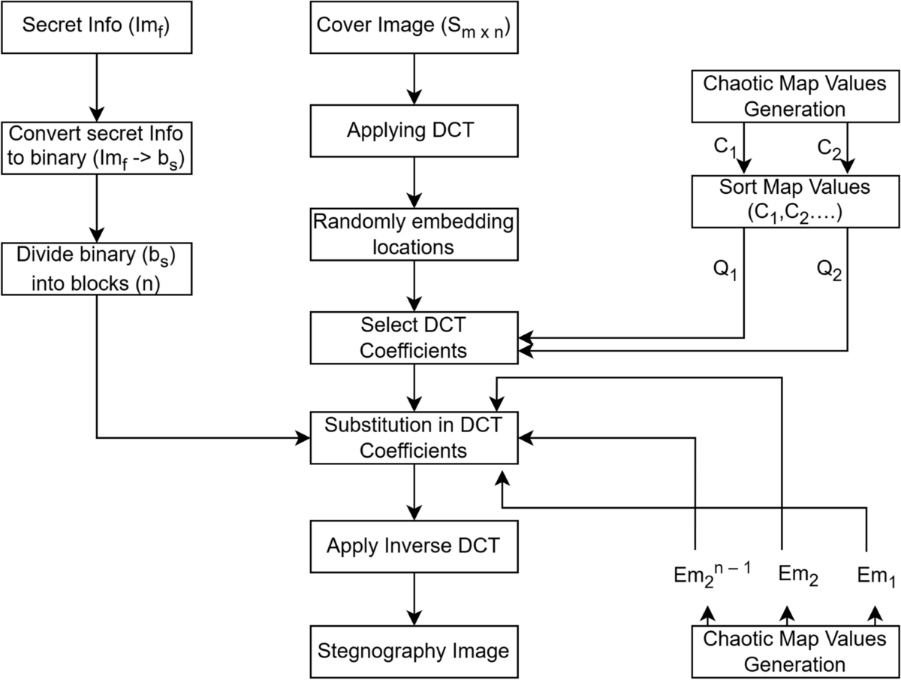 Secret Info (Im_f)
Convert secret Info
to binary (Im_f -> b_s)
Divide binary (b_s)
into blocks (n)
Cover Image (S_m x n)
Applying DCT
Randomly embedding
locations
Select DCT
Coefficients
Substitution in DCT
Coefficients
Apply Inverse DCT
Stegnography Image
Chaotic Map Values
Generation
C_1 C_2
Sort Map Values
(C_1,C_2....)
Q_1 Q_2
Em_2^n – 1 Em_2 Em_1
Chaotic Map Values
Generation